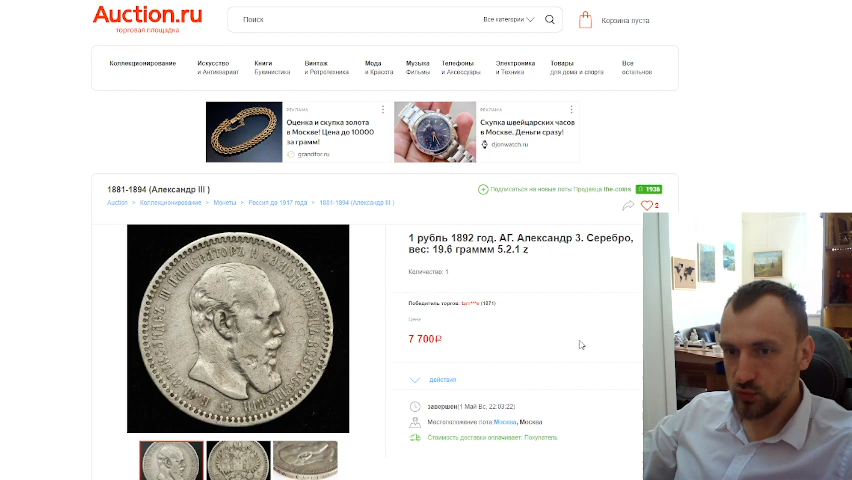 Auction.ru
торговая площадка
Поиск
Все категории
Корзина пуста
Коллекционирование
Искусство
и Антиквариат
Книги
Букинистика
Винтаж
и Ретротехника
Мода
и Красота
Музыка
Фильмы
Телефоны
и Аксессуары
Электроника
и Техника
Товары
для дома и спорта
Все
остальное
РЕКЛАМА
Оценка и скупка золота
в Москве! Цена до 10000
за грамм!
grandfor.ru
РЕКЛАМА
Скупка швейцарских часов
в Москве. Деньги сразу!
djonwatch.ru
1881-1894 (Александр III )
Подписаться на новые лоты Продавца the-coins
1936
Auction > Коллекционирование > Монеты > Россия до 1917 года > 1881-1894 (Александр III )
2
1 рубль 1892 год. АГ. Александр 3. Серебро,
вес: 19.6 граммм 5.2.1 z
Количество: 1
Победитель торгов: (1871)
Цена
7 700₽
действия
завершен(1 Май Вс, 22:03:22)
Местоположение лота Москва, Москва
Стоимость доставки оплачивает: Покупатель